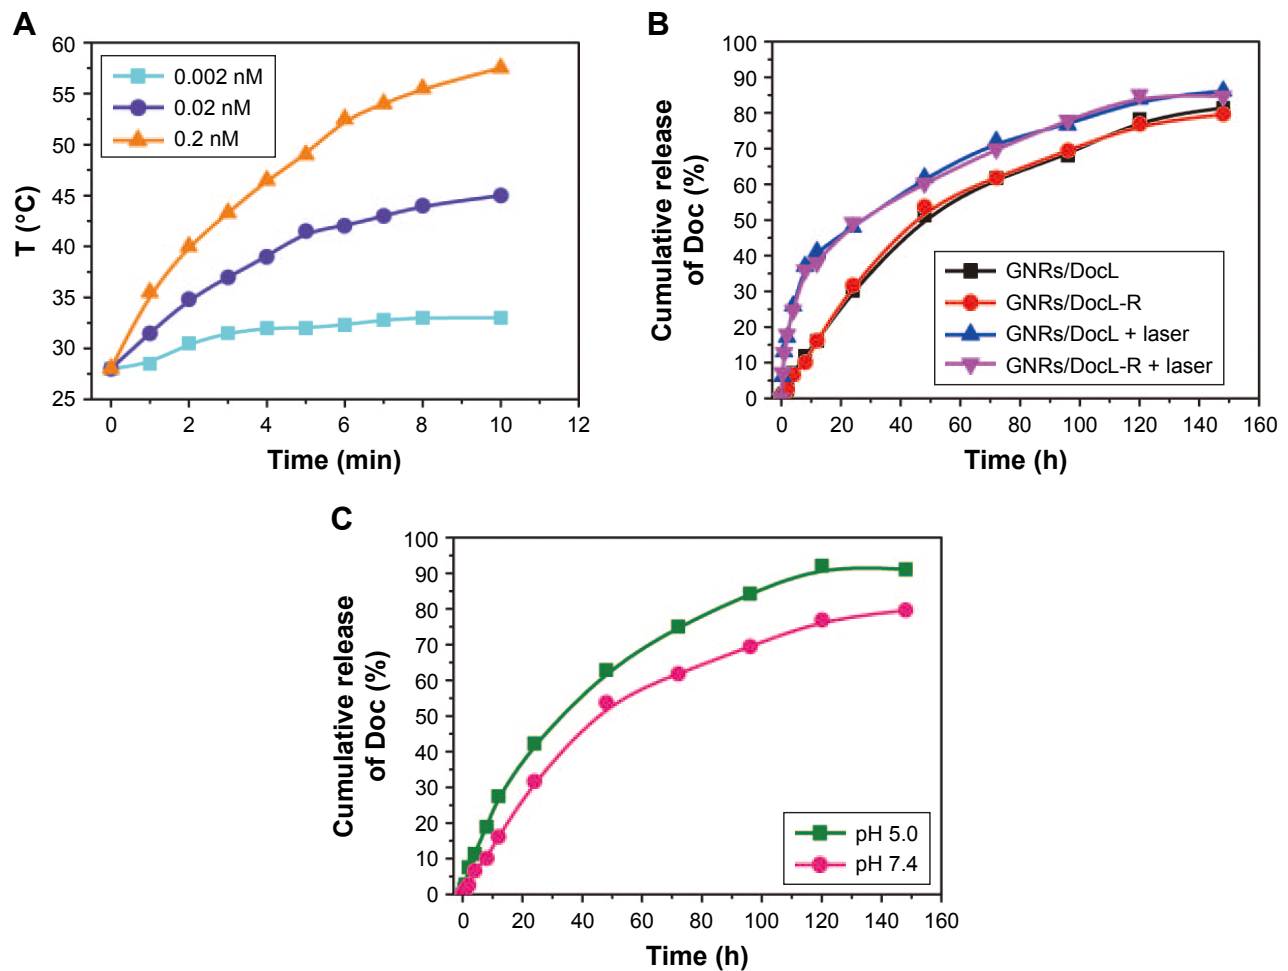 A
60
55
50
45
40
35
30
25
T (°C)
0.002 nM
0.02 nM
0.2 nM
0 2 4 6 8 10 12
Time (min)
B
100
90
80
70
60
50
40
30
20
10
0
Cumulative release
of Doc (%)
GNRs/DocL
GNRs/DocL-R
GNRs/DocL + laser
GNRs/DocL-R + laser
0 20 40 60 80 100 120 140 160
Time (h)
C
100
90
80
70
60
50
40
30
20
10
0
Cumulative release
of Doc (%)
pH 5.0
pH 7.4
0 20 40 60 80 100 120 140 160
Time (h)